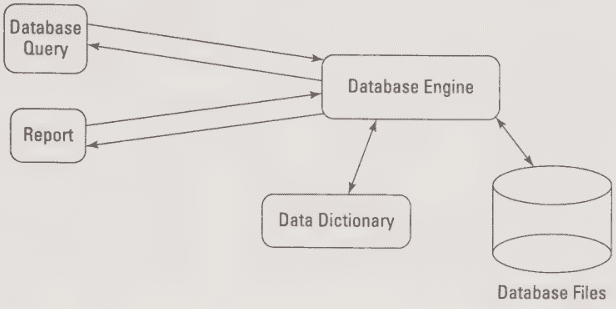 Database
Query
Database Engine
Report
Data Dictionary
Database Files